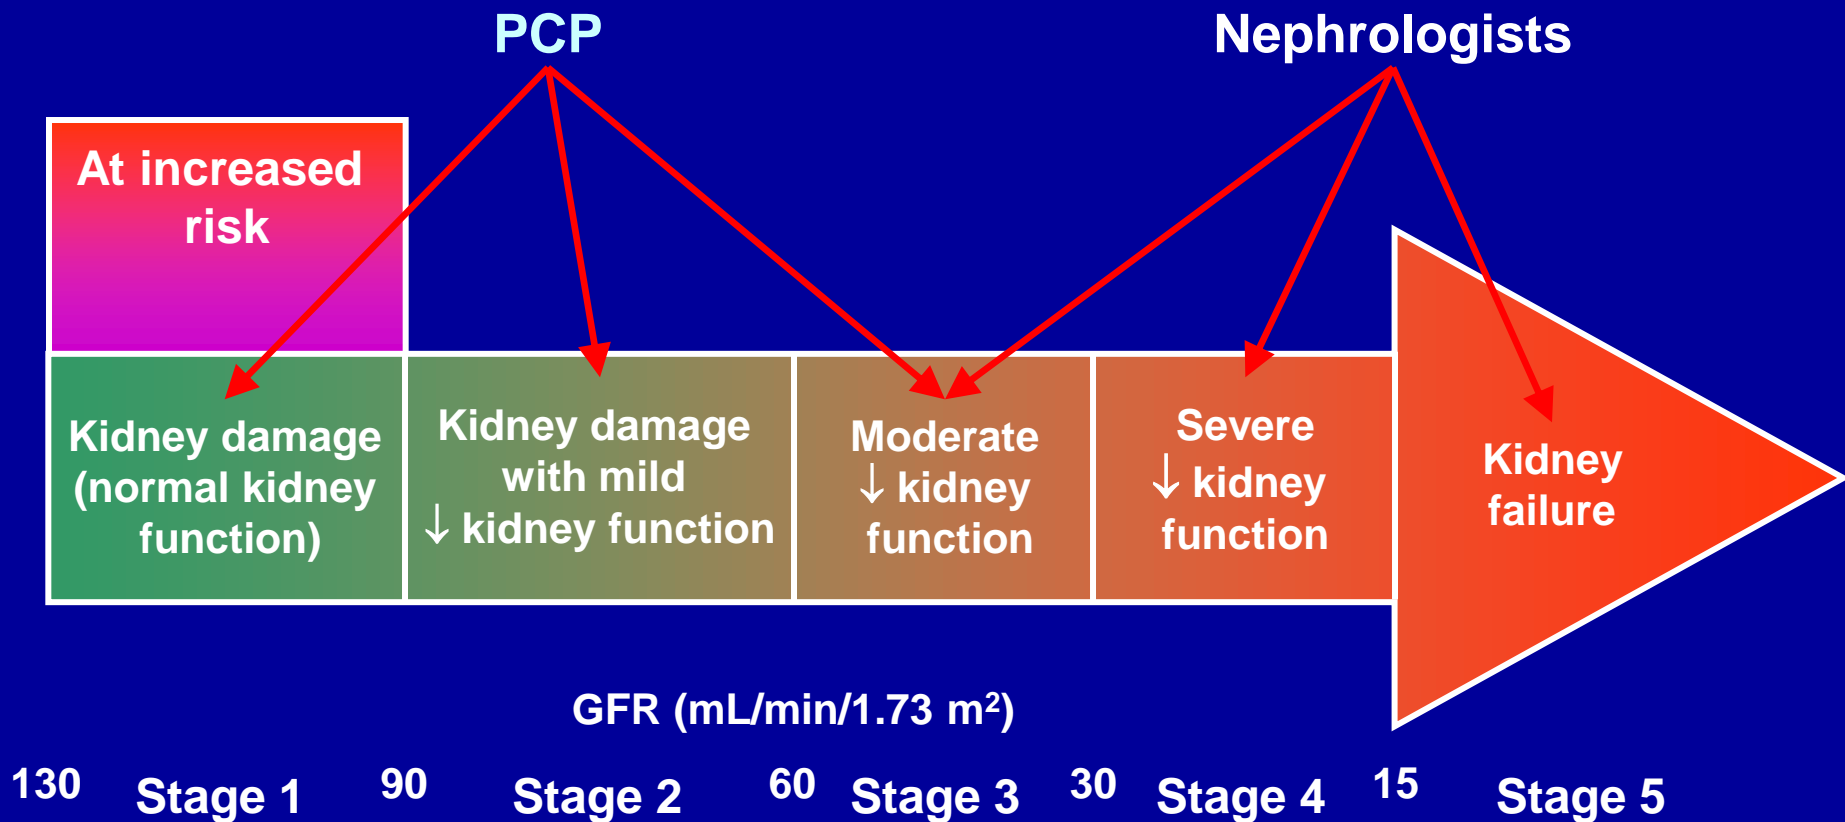 PCP
Nephrologists
At increased
risk
Kidney damage
(normal kidney
function)
Kidney damage
with mild
↓ kidney function
Moderate
↓ kidney
function
Severe
↓ kidney
function
Kidney
failure
GFR (mL/min/1.73 m²)
130 Stage 1 90 Stage 2 60 Stage 3 30 Stage 4 15 Stage 5